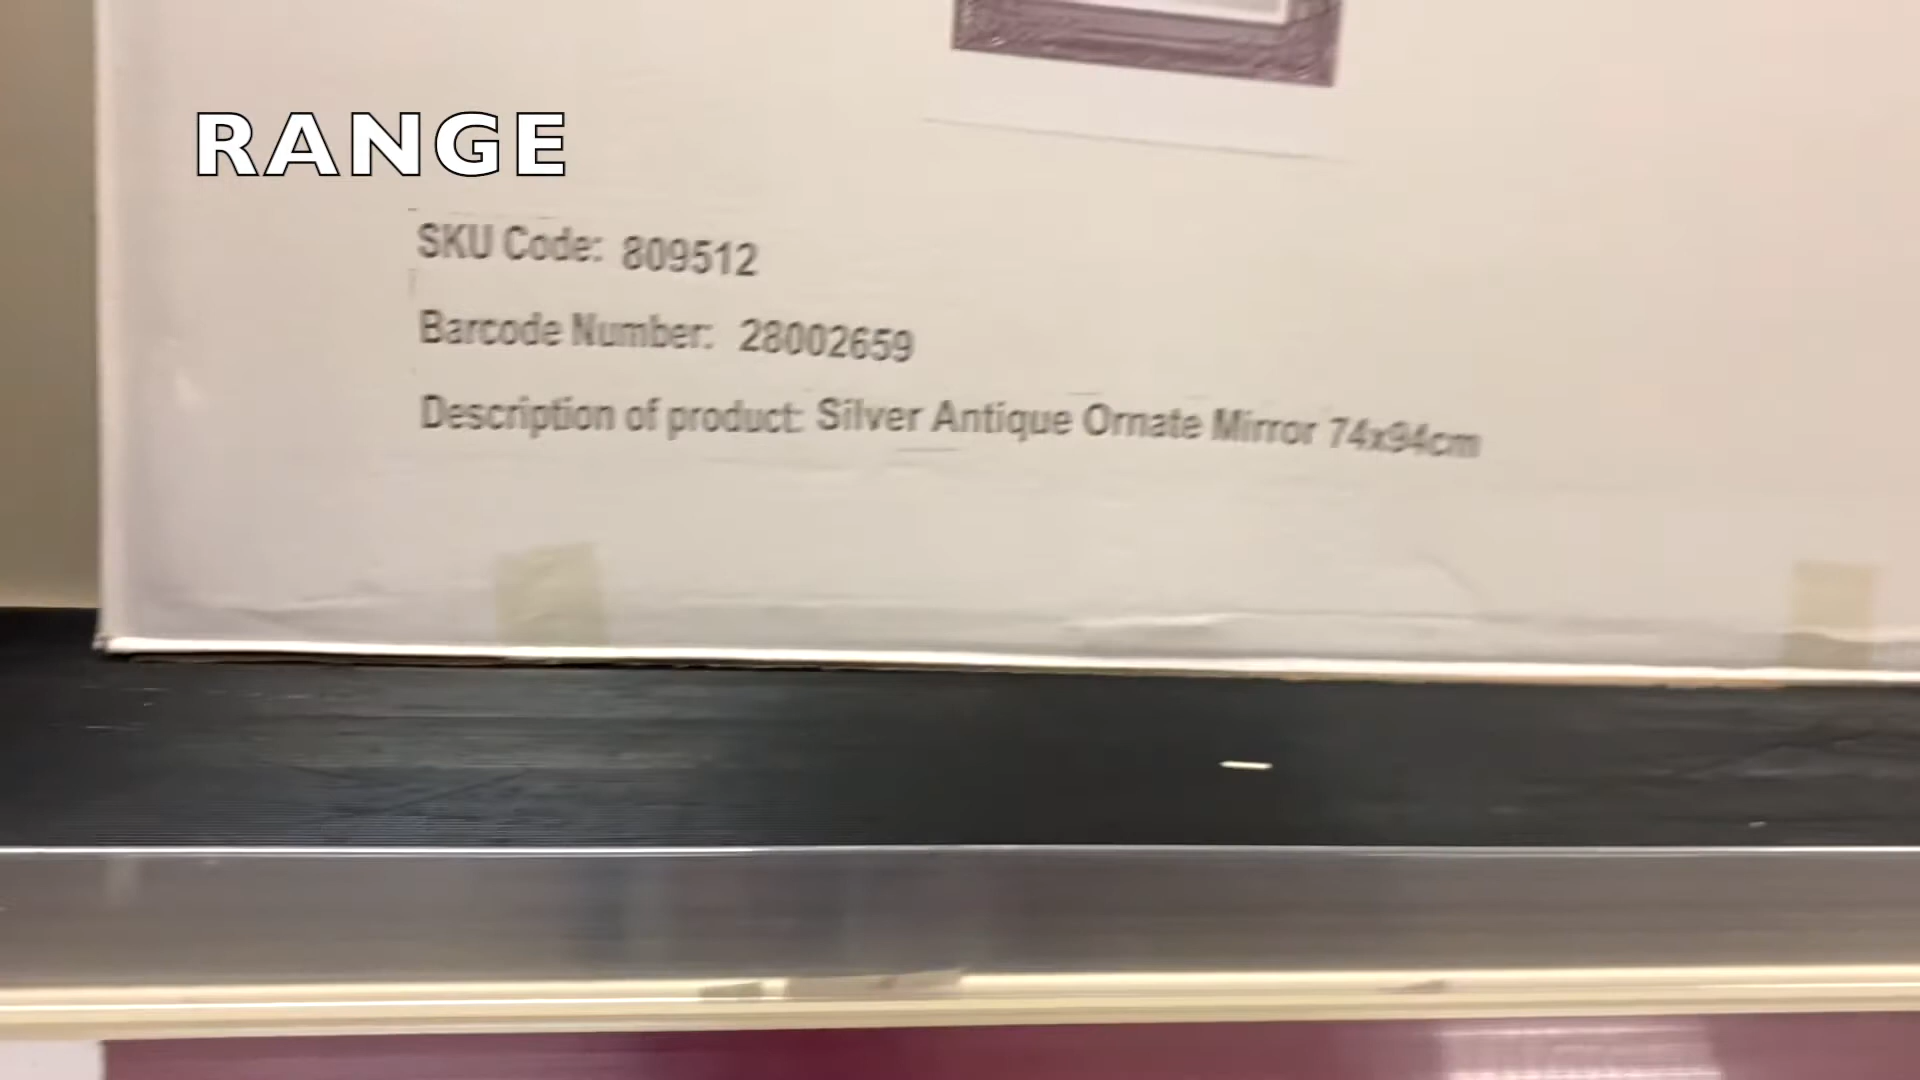 RANGE
SKU Code: 809512
Barcode Number: 28002659
Description of product: Silver Antique Ornate Mirror 74x94cm